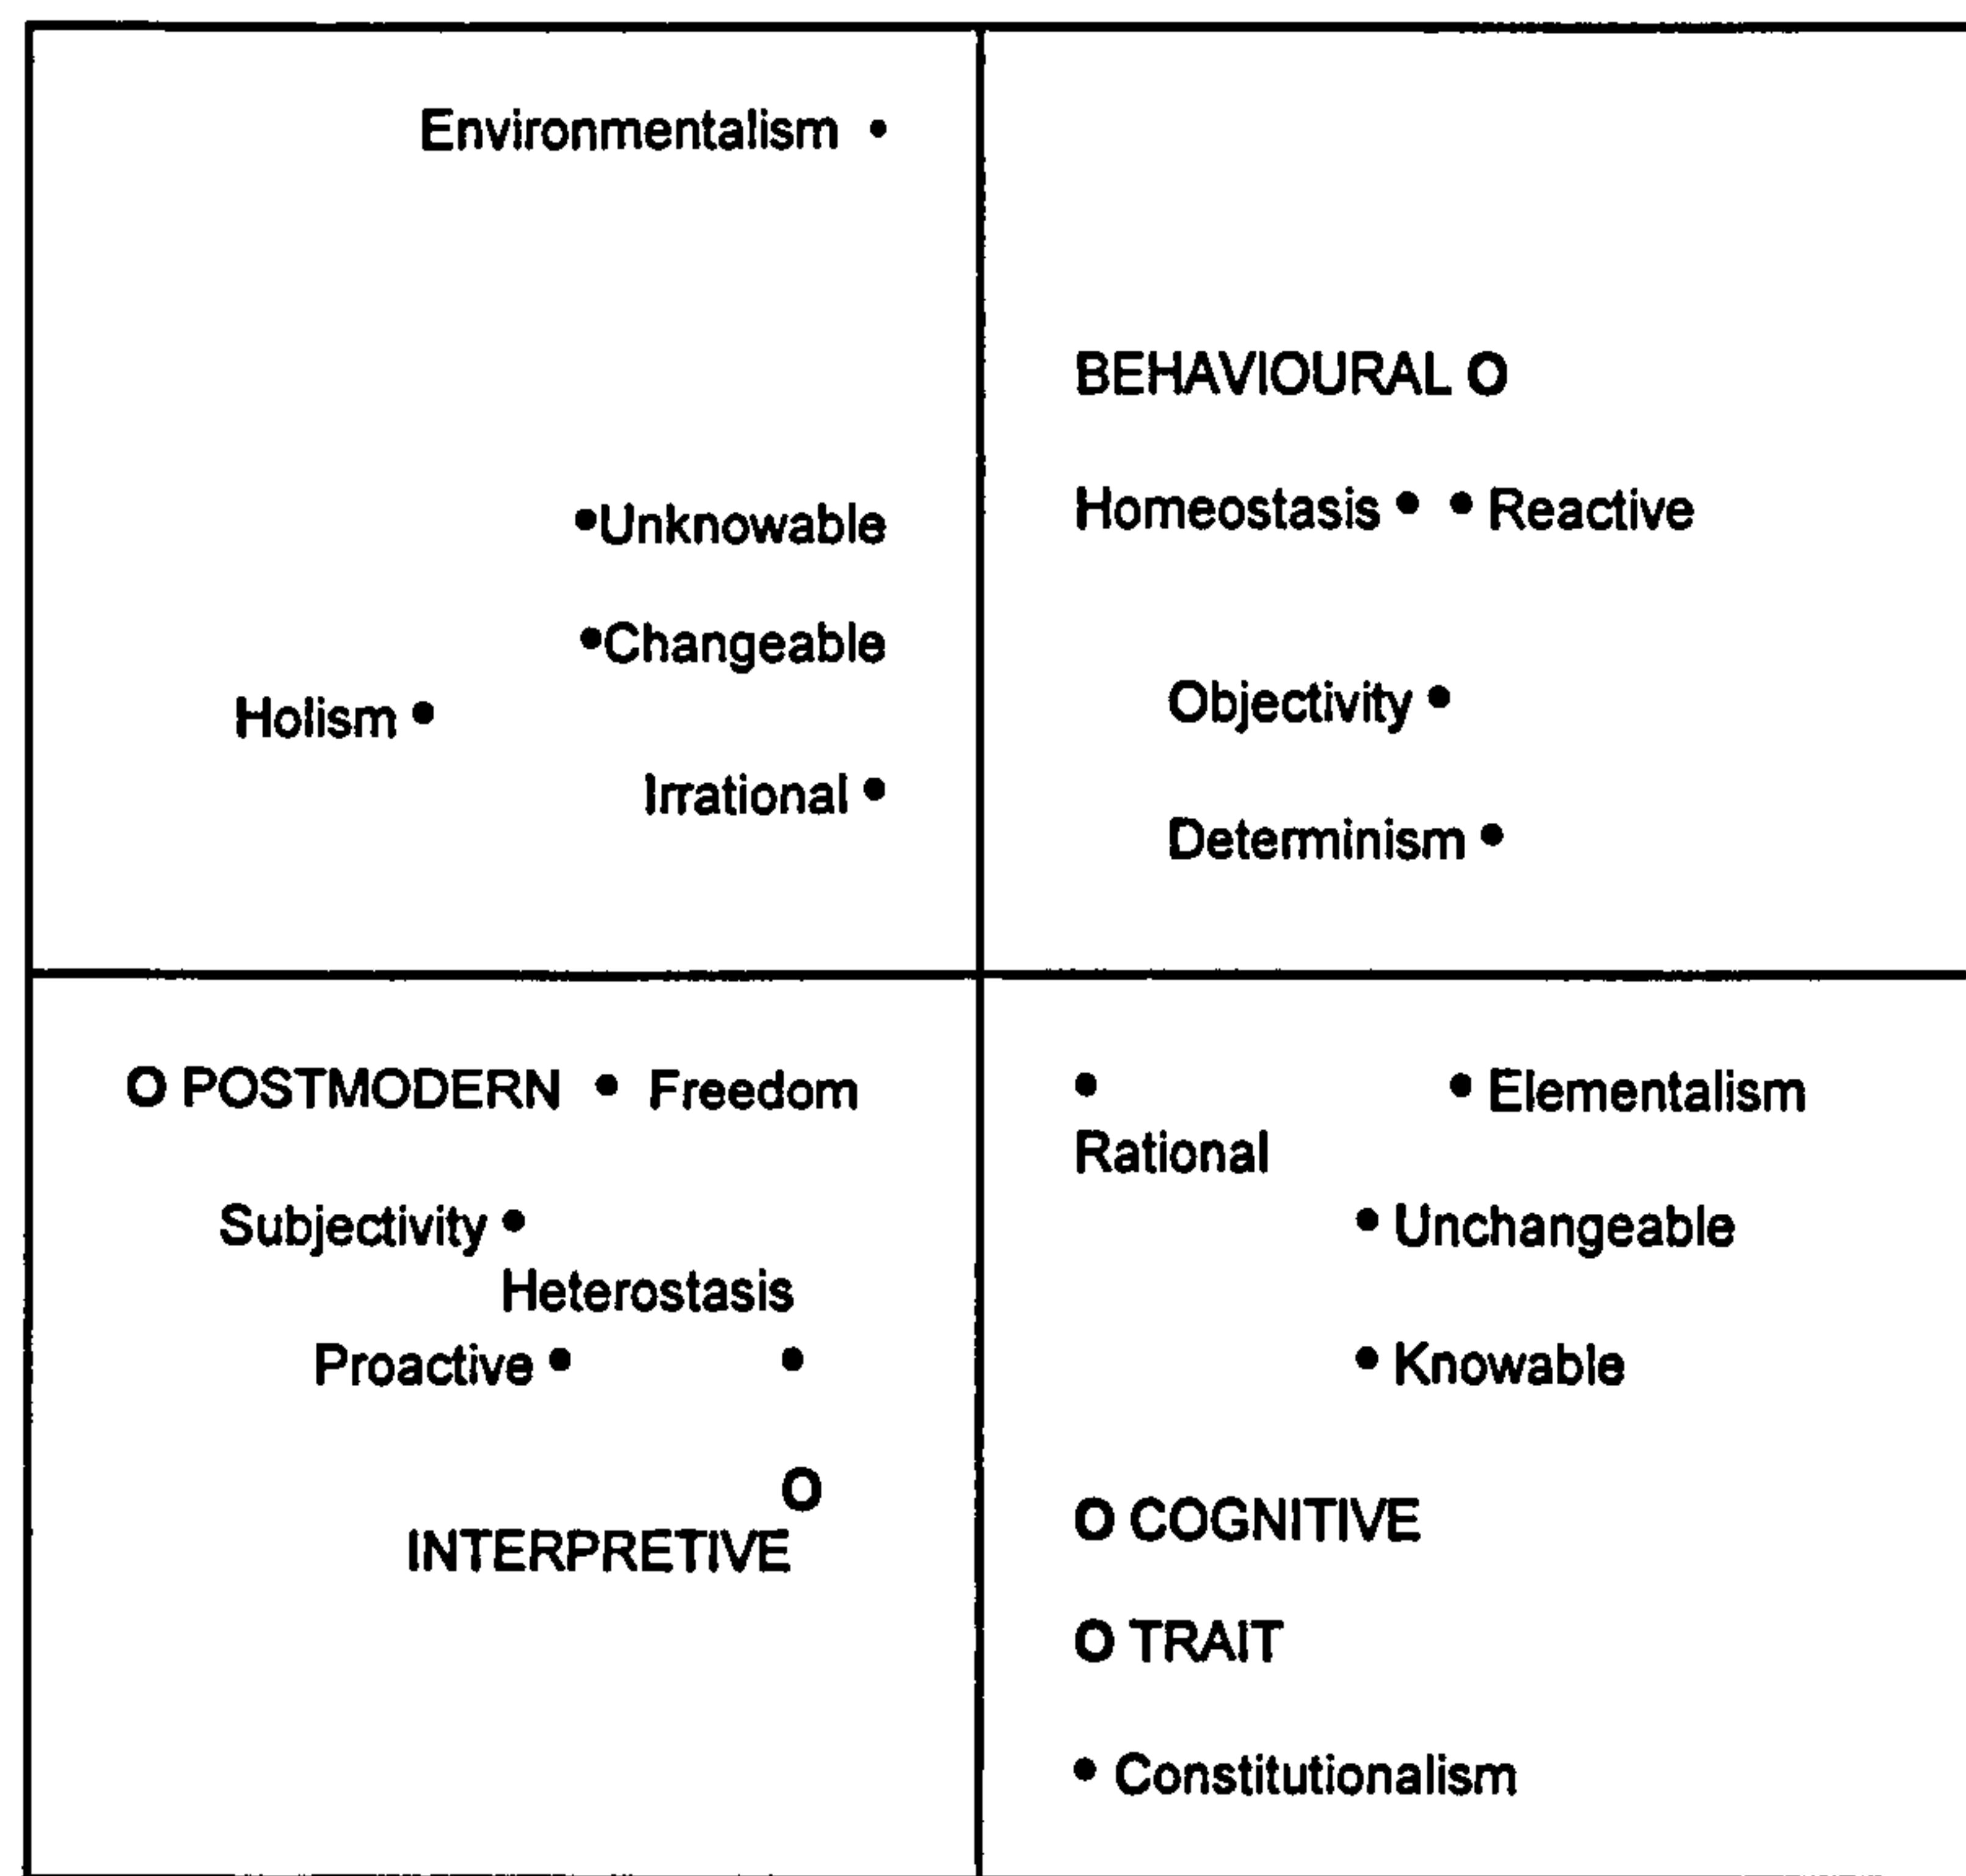 Environmentalism •
BEHAVIOURAL O
•Unknowable
Homeostasis • • Reactive
•Changeable
Holism •
Objectivity •
Irrational •
Determinism •
O POSTMODERN • Freedom
• • Elementalism
Rational
Subjectivity •
• Unchangeable
Heterostasis
Proactive • •
• Knowable
O
INTERPRETIVE
O COGNITIVE
O TRAIT
• Constitutionalism